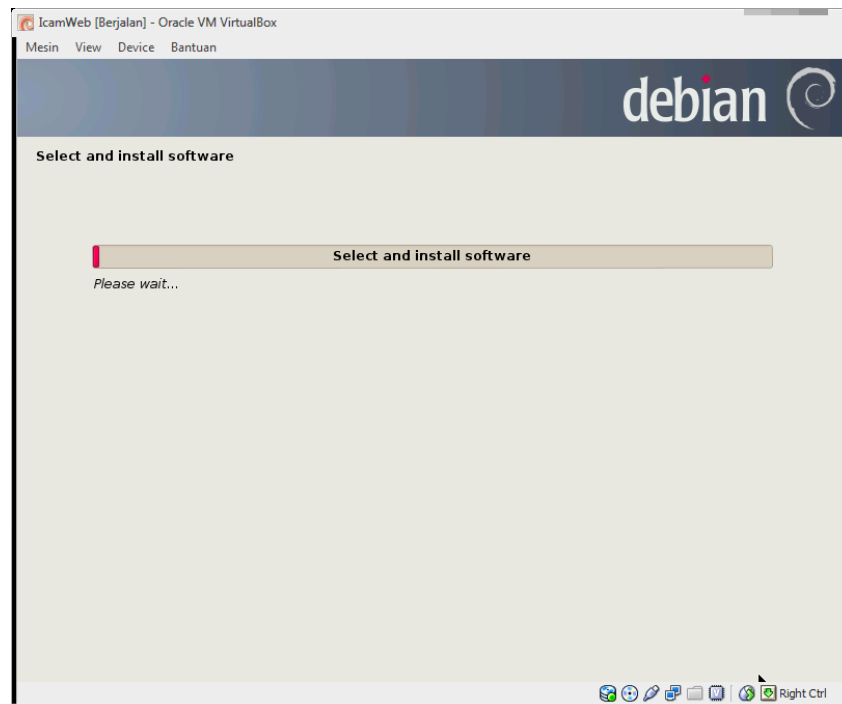 IcamWeb [Berjalan] - Oracle VM VirtualBox
Mesin View Device Bantuan
debian
Select and install software
Select and install software
Please wait...
Right Ctrl